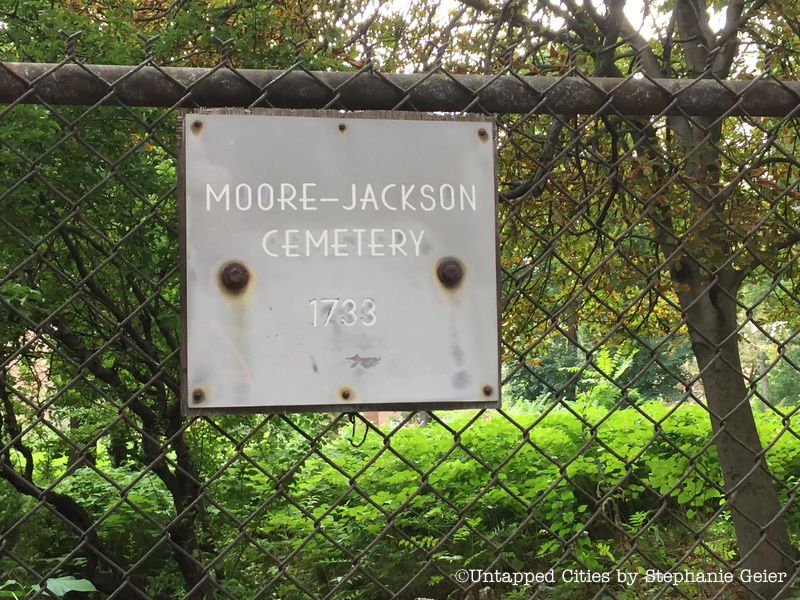 MOORE–JACKSON
CEMETERY
1733
©Untapped Cities by Stephanie Geier